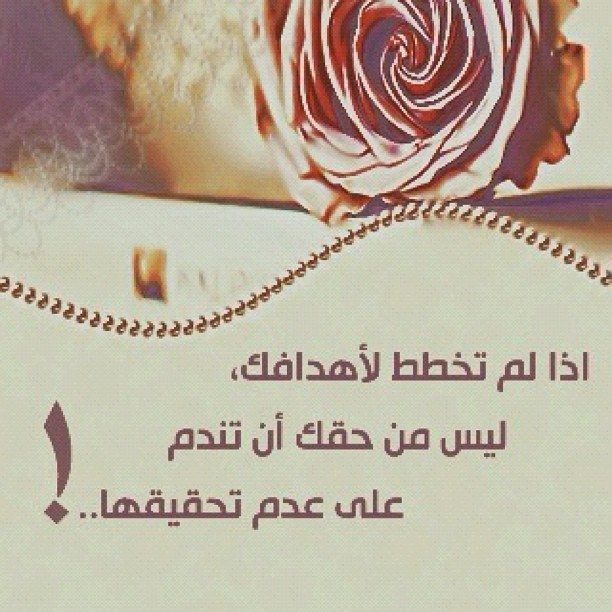 اذا لم تخطط لأهدافك،
ليس من حقك أن تندم
على عدم تحقيقها..!